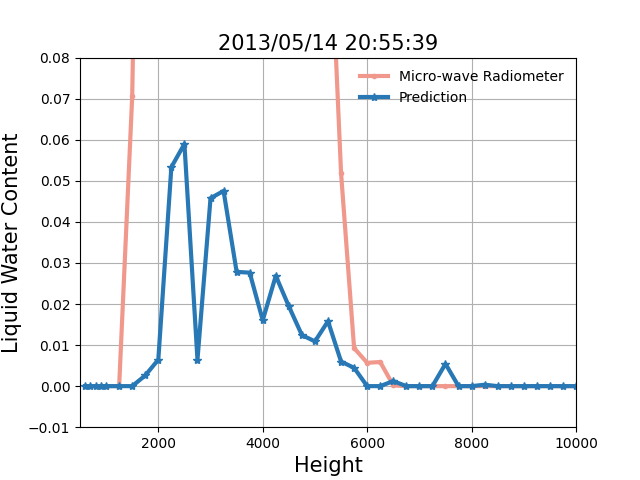 2013/05/14 20:55:39
Micro-wave Radiometer
Prediction
Liquid Water Content
0.08
0.07
0.06
0.05
0.04
0.03
0.02
0.01
0.00
−0.01
2000 4000 6000 8000 10000
Height